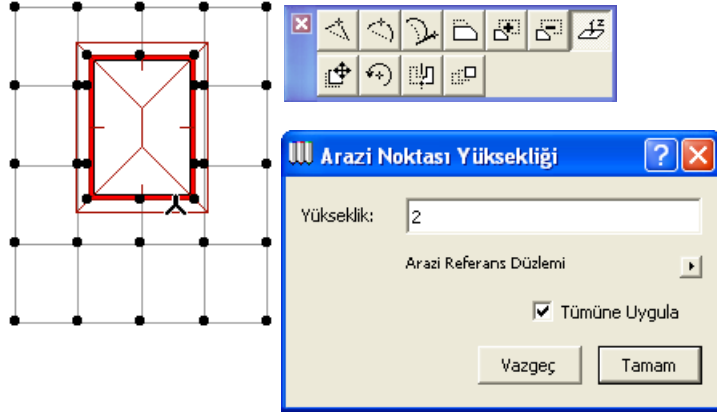 Arazi Noktası Yüksekliği
Yükseklik: 2
Arazi Referans Düzlemi
Tümüne Uygula
Vazgeç Tamam